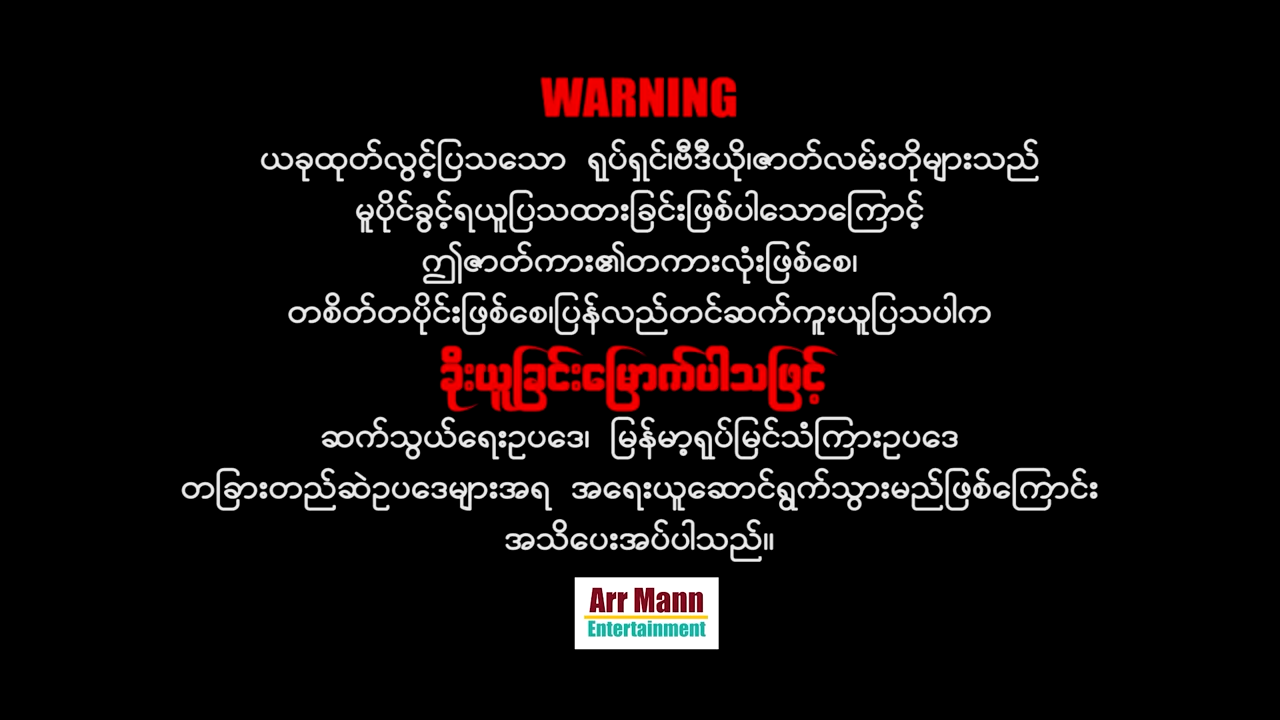 WARNING
ယခုထုတ်လွင့်ပြသသော ရုပ်ရှင်၊ဗီဒီယို၊ဇာတ်လမ်းတိုများသည်
မူပိုင်ခွင့်ရယူပြသထားခြင်းဖြစ်ပါသောကြောင့်
ဤဇာတ်ကား၏တကားလုံးဖြစ်စေ၊
တစိတ်တပိုင်းဖြစ်စေ၊ပြန်လည်တင်ဆက်ကူးယူပြသပါက
ခိုးယူခြင်းမြောက်ပါသဖြင့်
ဆက်သွယ်ရေးဥပဒေ၊ မြန်မာ့ရုပ်မြင်သံကြားဥပဒေ
တခြားတည်ဆဲဥပဒေများအရ အရေးယူဆောင်ရွက်သွားမည်ဖြစ်ကြောင်း
အသိပေးအပ်ပါသည်။
Arr Mann
Entertainment